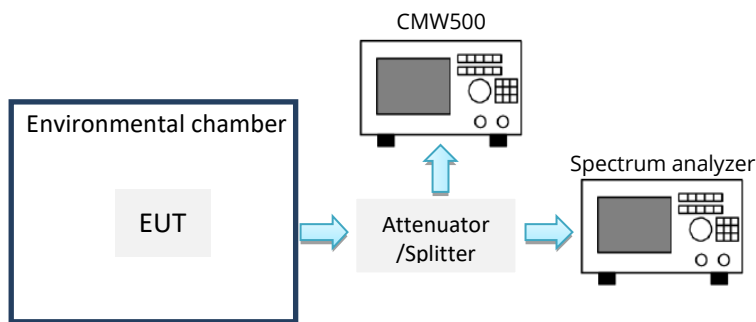 CMW500
Environmental chamber
Spectrum analyzer
EUT
Attenuator
/Splitter